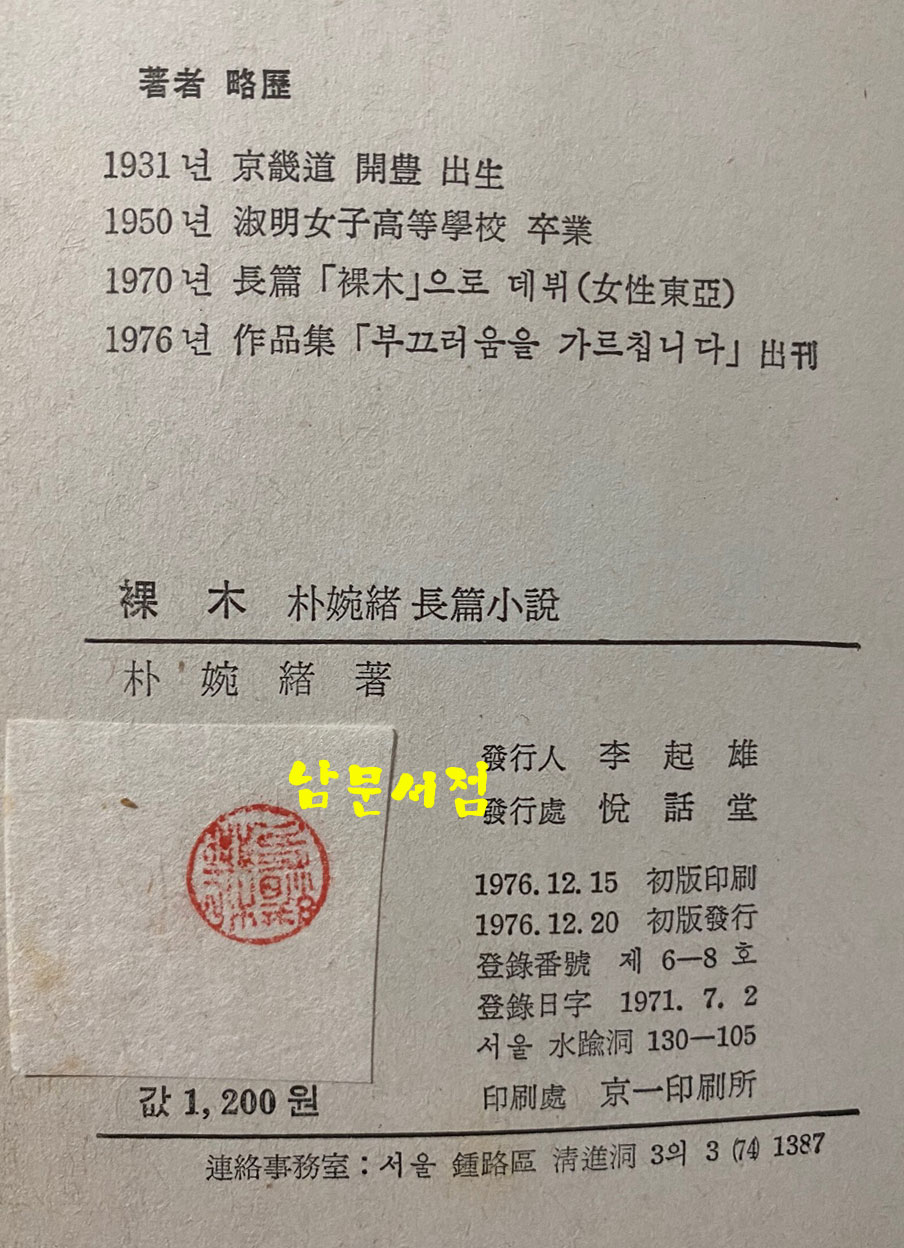 著者 略歷
1931년 京畿道 開豊 出生
1950년 淑明女子高等學校 卒業
1970년 長篇「裸木」으로 데뷔(女性東亞)
1976년 作品集「부끄러움을 가르칩니다」出刊
裸 木 朴婉緖 長篇小說
朴 婉 緖 著
남문서점
發行人 李 起 雄
發行處 悅 話 堂
1976.12.15 初版印刷
1976.12.20 初版發行
登錄番號 제 6—8 호
登錄日字 1971. 7. 2
서울 水踰洞 130—105
印刷處 京一印刷所
값 1,200원
連絡事務室 : 서울 鍾路區 清進洞 3의 3 (74) 1387